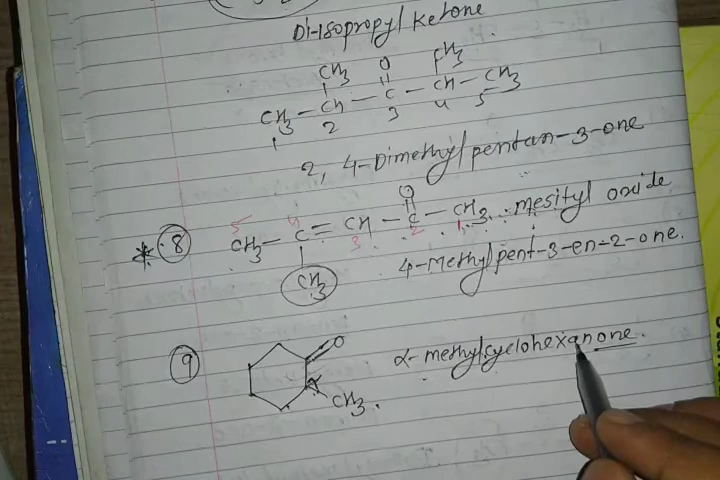 Di-isopropyl ketone
CH3 O CH3
CH3 — CH — C — CH — CH3
1 2 3 4 5
2, 4-Dimethylpentan-3-one
O
5 4 3 2 1
* 8 CH3 — C = CH — C — CH3 ... mesityl oxide
CH3 4-Methylpent-3-en-2-one.
9 O α-methylcyclohexanone.
α
CH3.